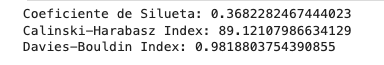 Coeficiente de Silueta: 0.3682282467444023
Calinski-Harabasz Index: 89.12107986634129
Davies-Bouldin Index: 0.9818803754390855